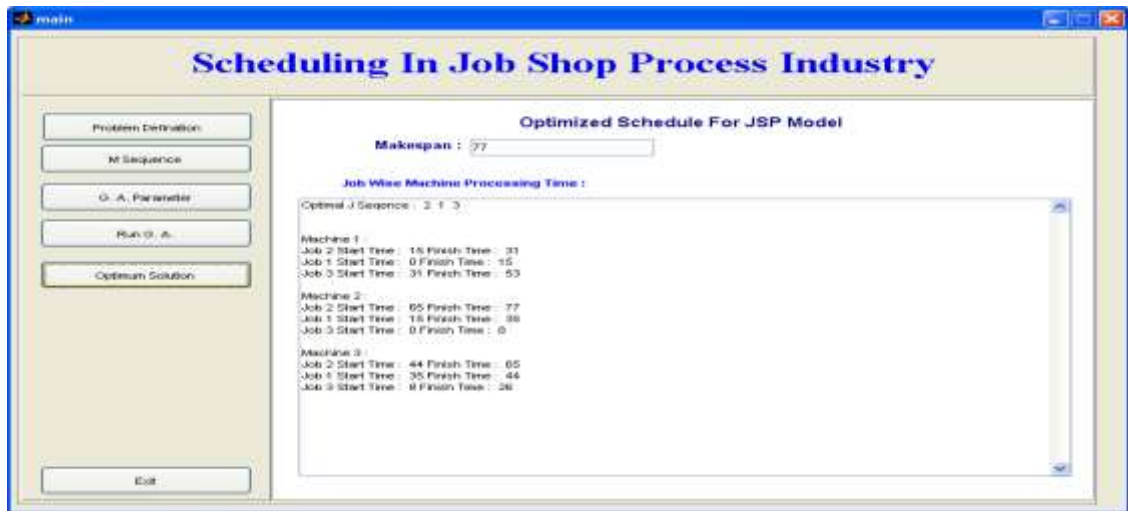 main
Scheduling In Job Shop Process Industry
Problem Defination
M Sequence
G. A. Parameter
Run G. A.
Optimum Solution
Exit
Optimized Schedule For JSP Model
Makespan : 77
Job Wise Machine Processing Time :
Optimal J Seqence : 2 1 3
Machine 1 :
Job 2 Start Time : 15 Finish Time : 31
Job 1 Start Time : 0 Finish Time : 15
Job 3 Start Time : 31 Finish Time : 53
Machine 2 :
Job 2 Start Time : 65 Finish Time : 77
Job 1 Start Time : 15 Finish Time : 35
Job 3 Start Time : 0 Finish Time : 8
Machine 3 :
Job 2 Start Time : 44 Finish Time : 65
Job 1 Start Time : 35 Finish Time : 44
Job 3 Start Time : 8 Finish Time : 26